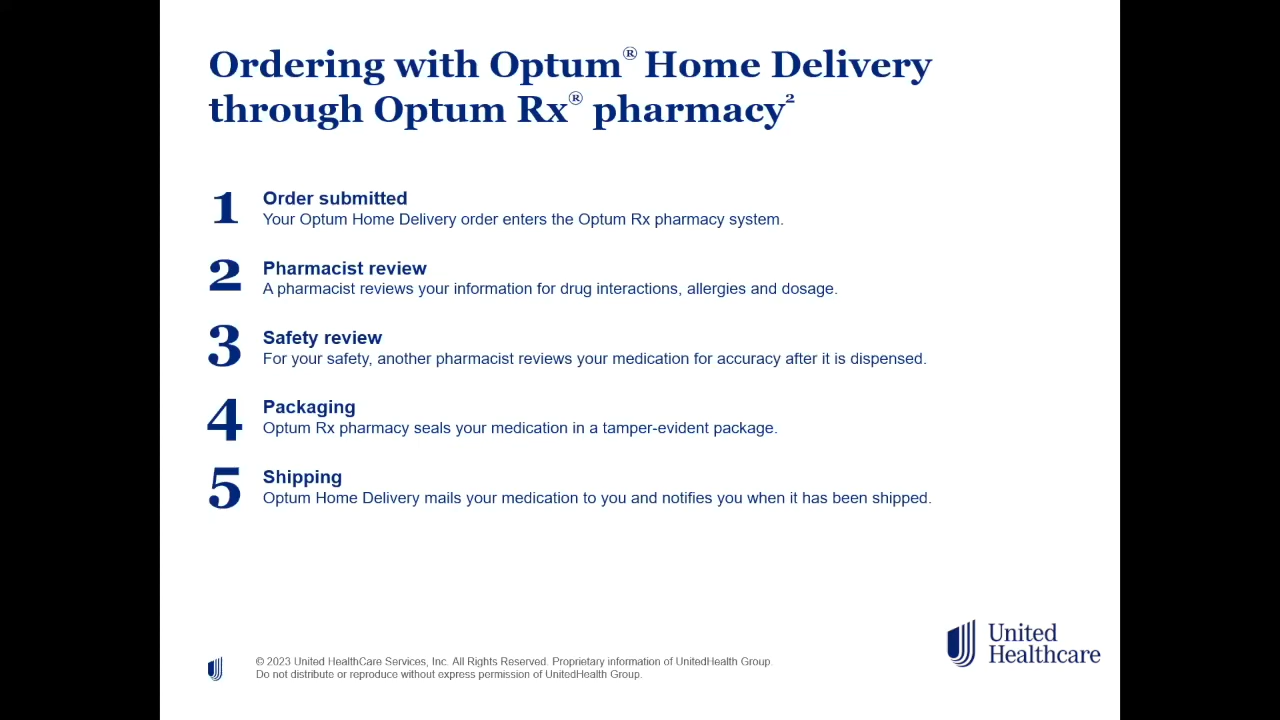 Ordering with Optum® Home Delivery
through Optum Rx® pharmacy²
1 Order submitted
Your Optum Home Delivery order enters the Optum Rx pharmacy system.
2 Pharmacist review
A pharmacist reviews your information for drug interactions, allergies and dosage.
3 Safety review
For your safety, another pharmacist reviews your medication for accuracy after it is dispensed.
4 Packaging
Optum Rx pharmacy seals your medication in a tamper-evident package.
5 Shipping
Optum Home Delivery mails your medication to you and notifies you when it has been shipped.
United
Healthcare
© 2023 United HealthCare Services, Inc. All Rights Reserved. Proprietary information of UnitedHealth Group.
Do not distribute or reproduce without express permission of UnitedHealth Group.